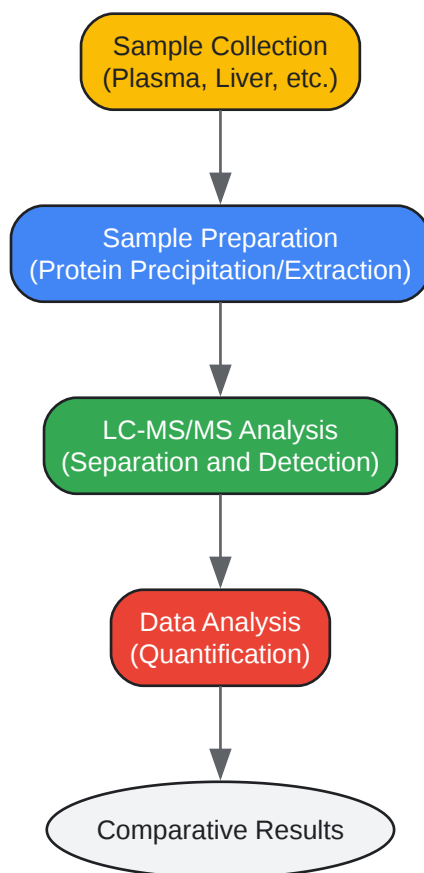 Sample Collection
(Plasma, Liver, etc.)
Sample Preparation
(Protein Precipitation/Extraction)
LC-MS/MS Analysis
(Separation and Detection)
Data Analysis
(Quantification)
Comparative Results